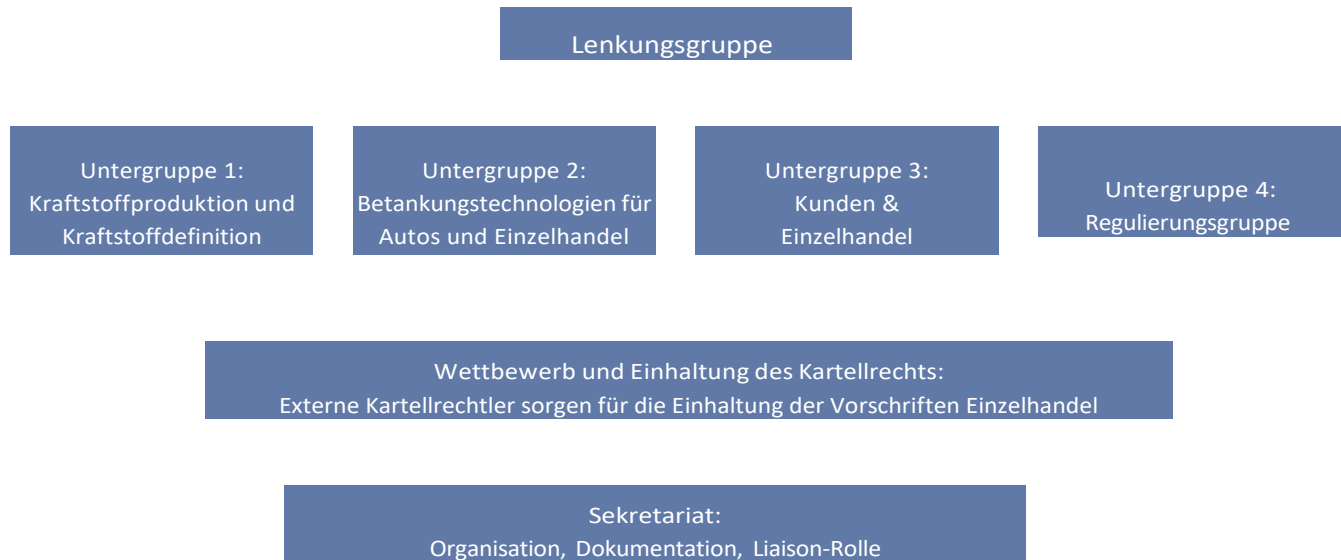 Lenkungsgruppe
Untergruppe 1:
Kraftstoffproduktion und
Kraftstoffdefinition
Untergruppe 2:
Betankungstechnologien für
Autos und Einzelhandel
Untergruppe 3:
Kunden &
Einzelhandel
Untergruppe 4:
Regulierungsgruppe
Wettbewerb und Einhaltung des Kartellrechts:
Externe Kartellrechtler sorgen für die Einhaltung der Vorschriften Einzelhandel
Sekretariat:
Organisation, Dokumentation, Liaison-Rolle